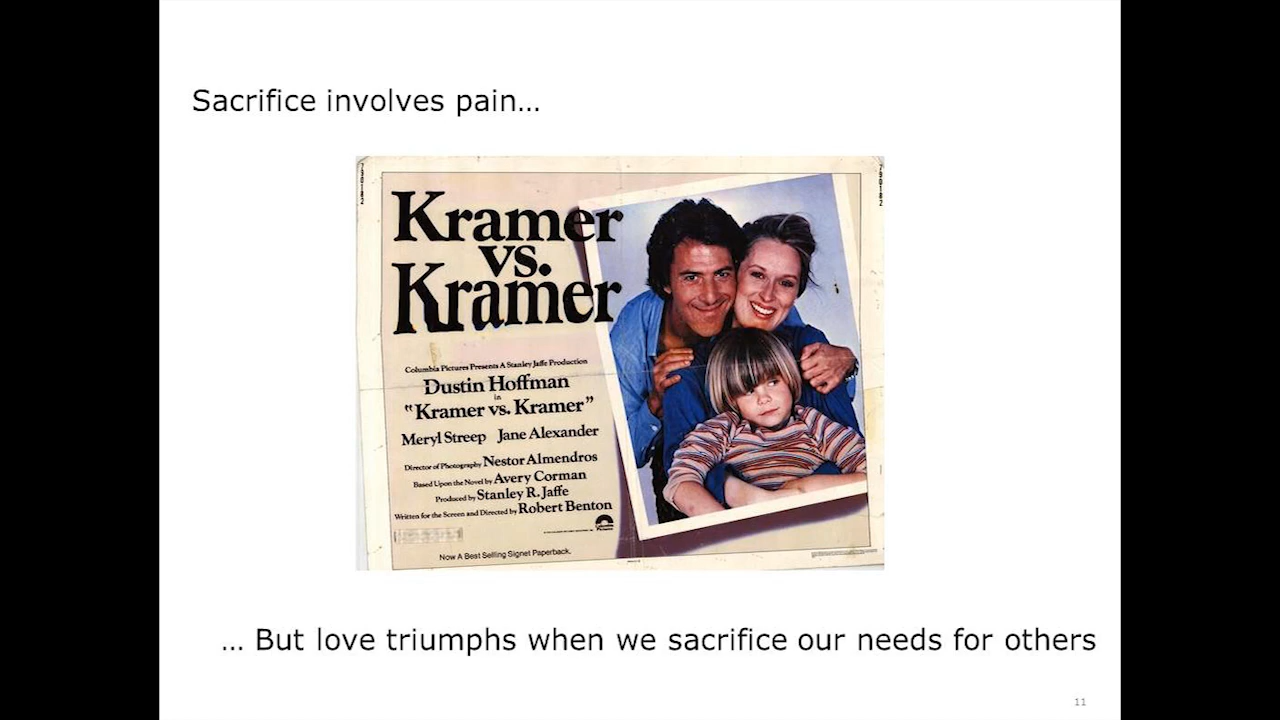 Sacrifice involves pain…
Kramer
vs.
Kramer
Columbia Pictures Presents A Stanley Jaffe Production
Dustin Hoffman
in
"Kramer vs. Kramer"
Meryl Streep Jane Alexander
Director of Photography Nestor Almendros
Based Upon the Novel by Avery Corman
Produced by Stanley R. Jaffe
Written for the Screen and Directed by Robert Benton
Columbia
Pictures
Now A Best Selling Signet Paperback.
790182
… But love triumphs when we sacrifice our needs for others
11